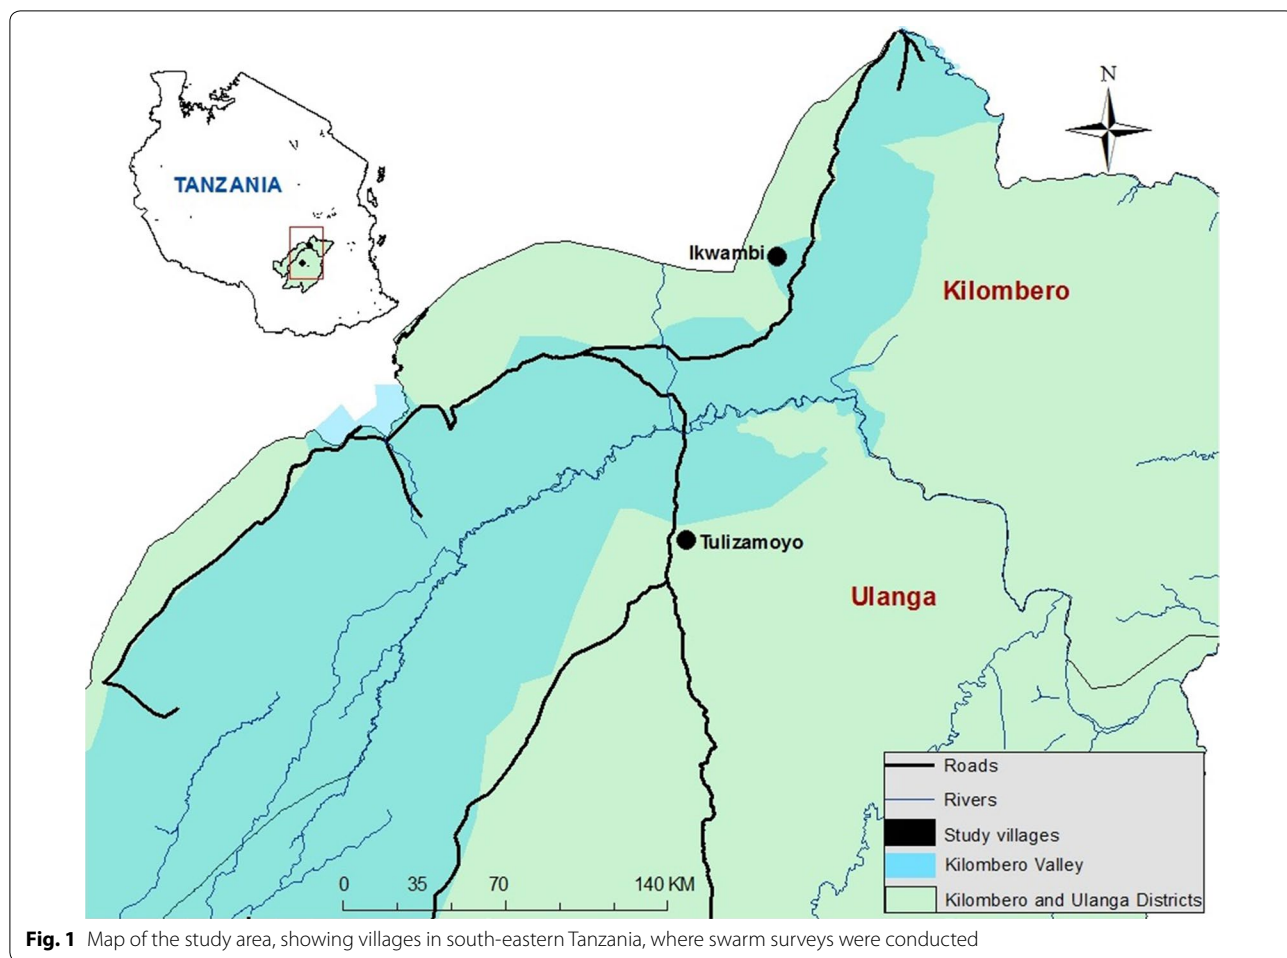 N
TANZANIA
Ikwambi
Kilombero
Tulizamoyo
Ulanga
Roads
Rivers
Study villages
Kilombero Valley
Kilombero and Ulanga Districts
0 35 70 140 KM
Fig. 1 Map of the study area, showing villages in south-eastern Tanzania, where swarm surveys were conducted